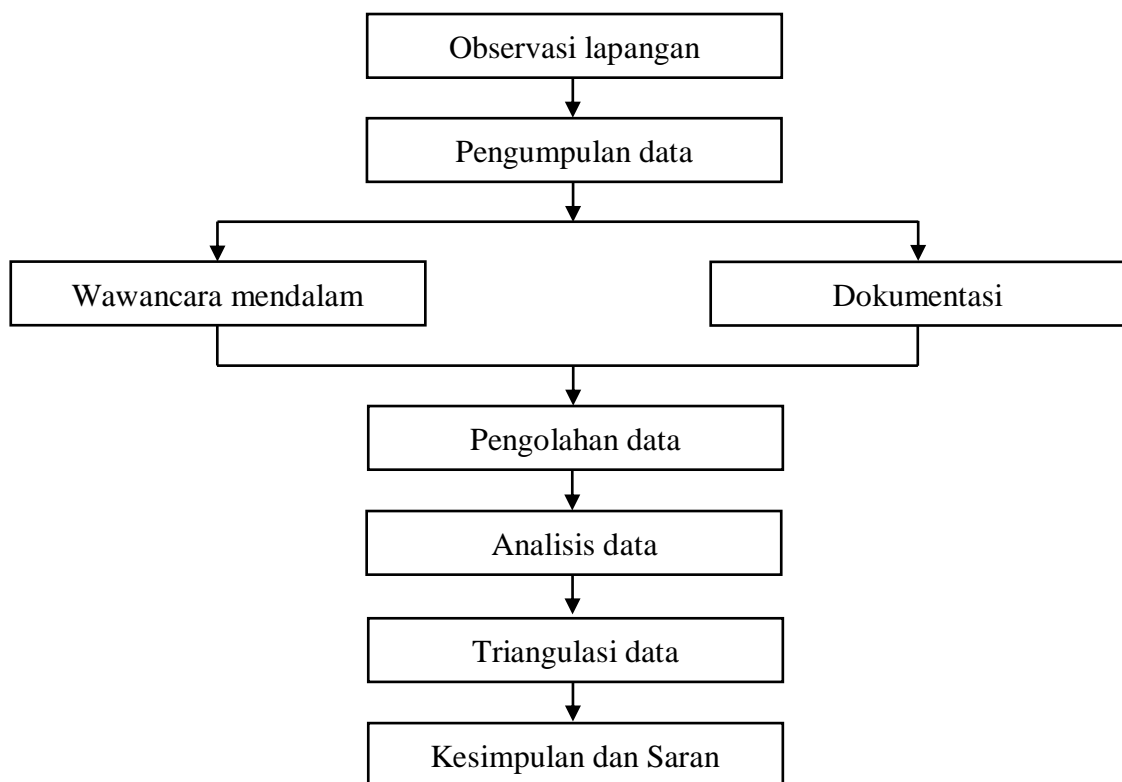 Observasi lapangan
Pengumpulan data
Wawancara mendalam
Dokumentasi
Pengolahan data
Analisis data
Triangulasi data
Kesimpulan dan Saran